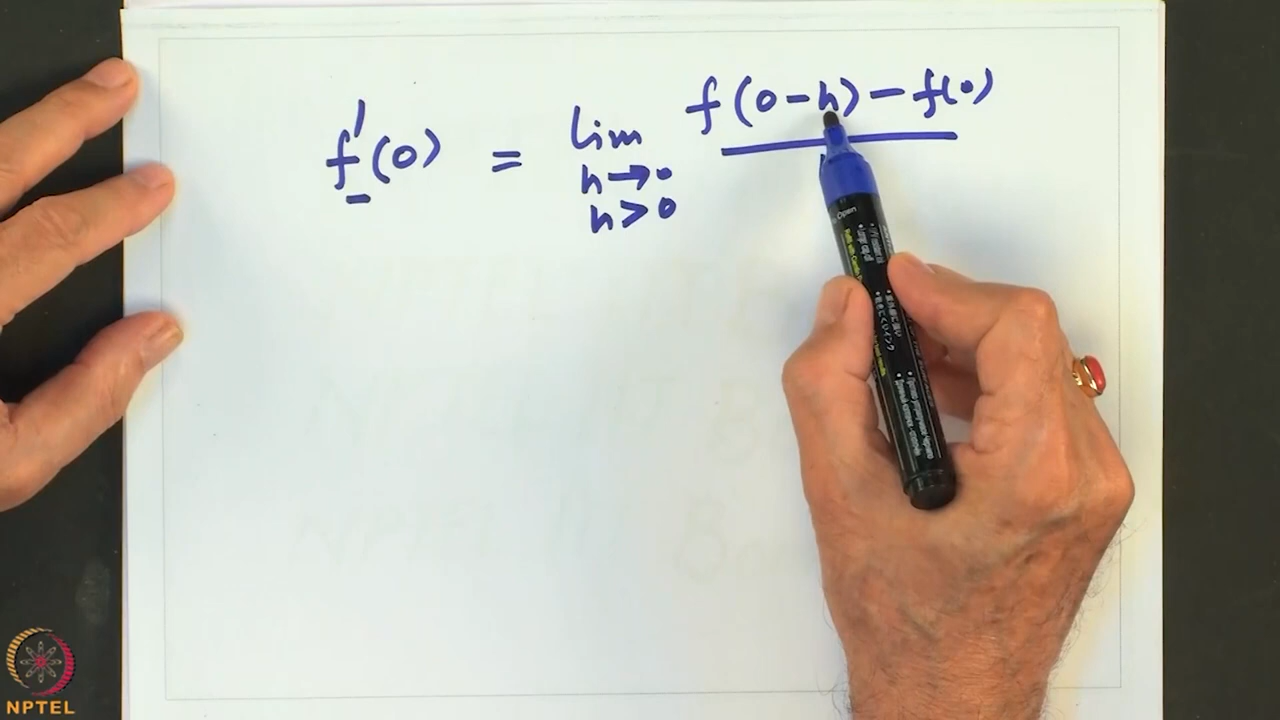 f'_(0) = lim f(0-h) - f(0)
h→0
h>0
NPTEL